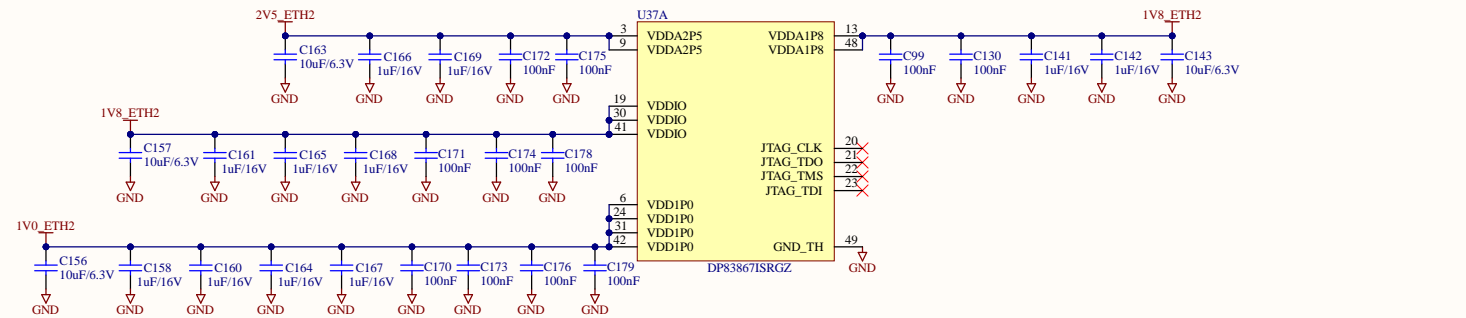 2V5_ETH2
U37A
1V8_ETH2
3 VDDA2P5 VDDA1P8 13
9 VDDA2P5 VDDA1P8 48
C163
10uF/6.3V
C166
1uF/16V
C169
1uF/16V
C172
100nF
C175
100nF
C99
100nF
C130
100nF
C141
1uF/16V
C142
1uF/16V
C143
10uF/6.3V
GND GND GND GND GND GND GND GND GND GND
1V8_ETH2
19 VDDIO
30 VDDIO
41 VDDIO
C157
10uF/6.3V
C161
1uF/16V
C165
1uF/16V
C168
1uF/16V
C171
100nF
C174
100nF
C178
100nF
GND GND GND GND GND GND GND
JTAG_CLK 20
JTAG_TDO 21
JTAG_TMS 22
JTAG_TDI 23
1V0_ETH2
6 VDD1P0
24 VDD1P0
31 VDD1P0
42 VDD1P0
GND_TH 49
GND
C156
10uF/6.3V
C158
1uF/16V
C160
1uF/16V
C164
1uF/16V
C167
1uF/16V
C170
100nF
C173
100nF
C176
100nF
C179
100nF
GND GND GND GND GND GND GND GND GND
DP83867ISRGZ